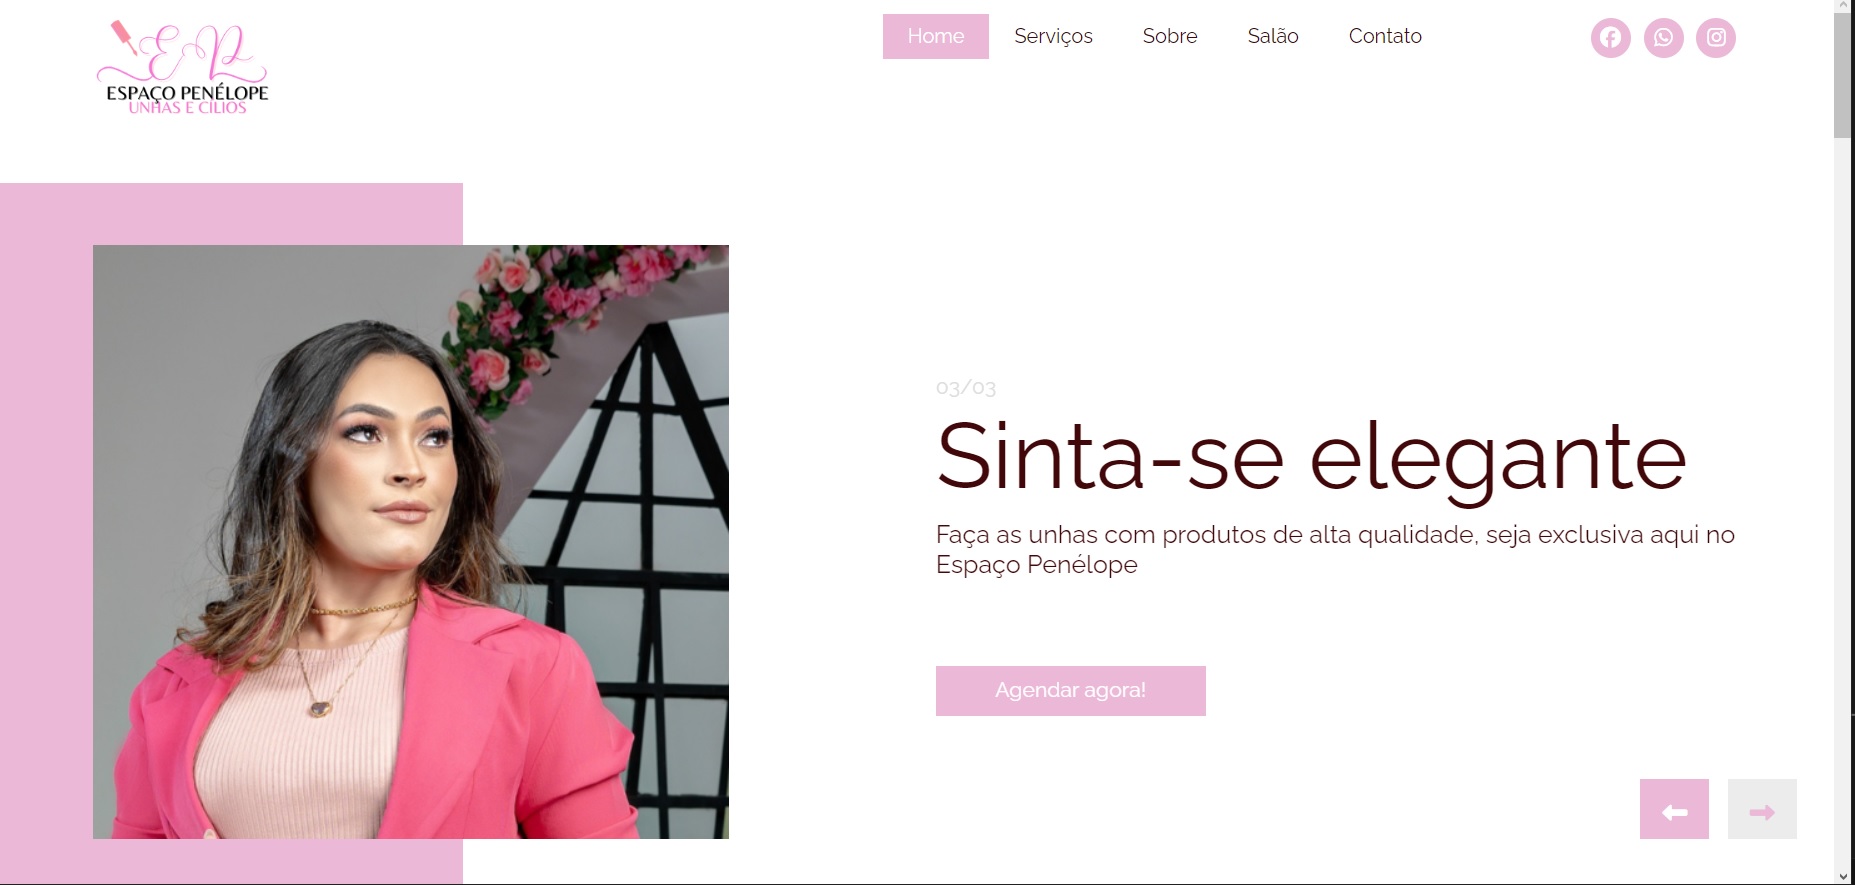 EP
ESPAÇO PENÉLOPE
UNHAS E CÍLIOS
Home
Serviços
Sobre
Salão
Contato
03/03
Sinta-se elegante
Faça as unhas com produtos de alta qualidade, seja exclusiva aqui no
Espaço Penélope
Agendar agora!